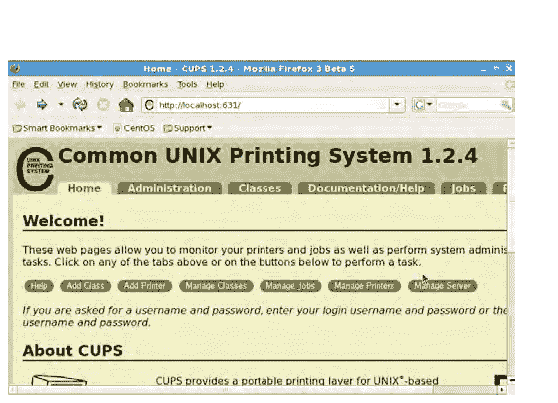 Home - CUPS 1.2.4 - Mozilla Firefox 3 Beta 5
File Edit View History Bookmarks Tools Help
http://localhost:631/
Google
Smart Bookmarks CentOS Support
UNIX PRINTING SYSTEM
Common UNIX Printing System 1.2.4
Home Administration Classes Documentation/Help Jobs
Welcome!
These web pages allow you to monitor your printers and jobs as well as perform system adminis
tasks. Click on any of the tabs above or on the buttons below to perform a task.
Help Add Class Add Printer Manage Classes Manage Jobs Manage Printers Manage Server
If you are asked for a username and password, enter your login username and password or the
username and password.
About CUPS
CUPS provides a portable printing layer for UNIX®-based